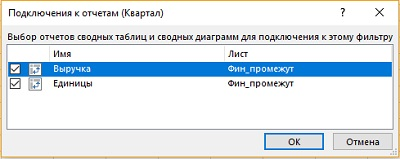 Подключения к отчетам (Квартал)
Выбор отчетов сводных таблиц и сводных диаграмм для подключения к этому фильтру
Имя Лист
Выручка Фин_промежут
Единицы Фин_промежут
ОК Отмена